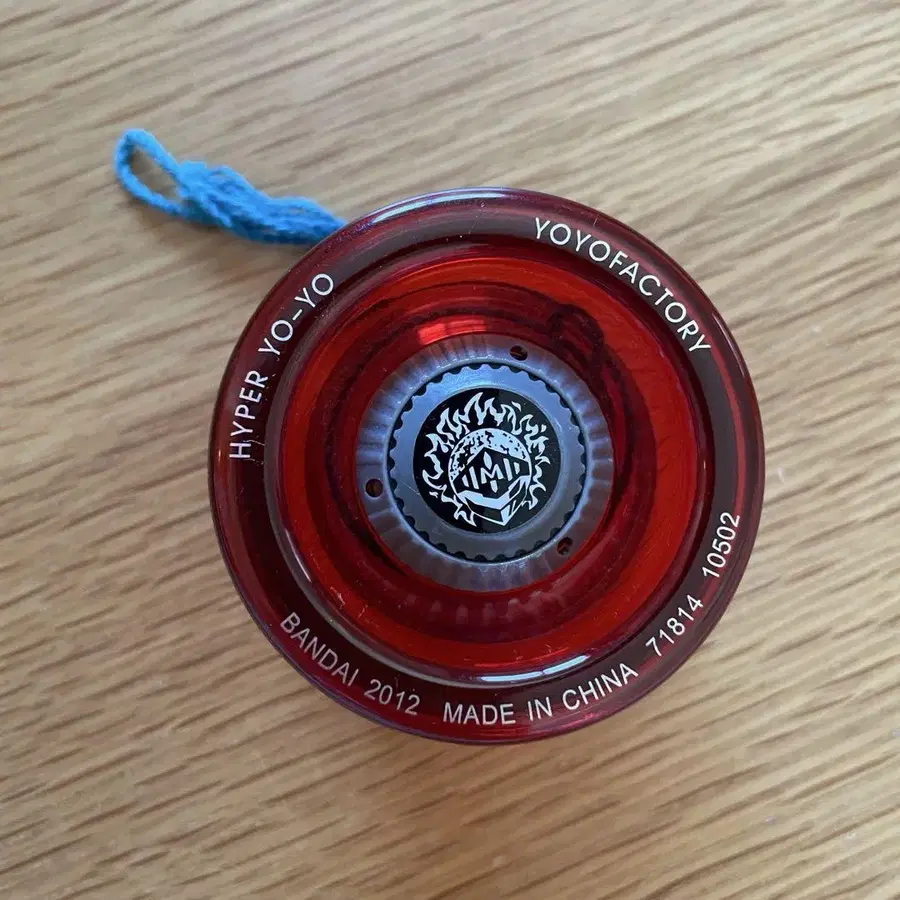 HYPER YO-YO
YOYOFACTORY
BANDAI 2012 MADE IN CHINA 71814 10502
M